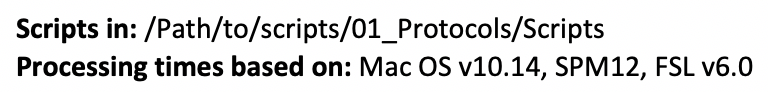 Scripts in: /Path/to/scripts/01_Protocols/Scripts
Processing times based on: Mac OS v10.14, SPM12, FSL v6.0